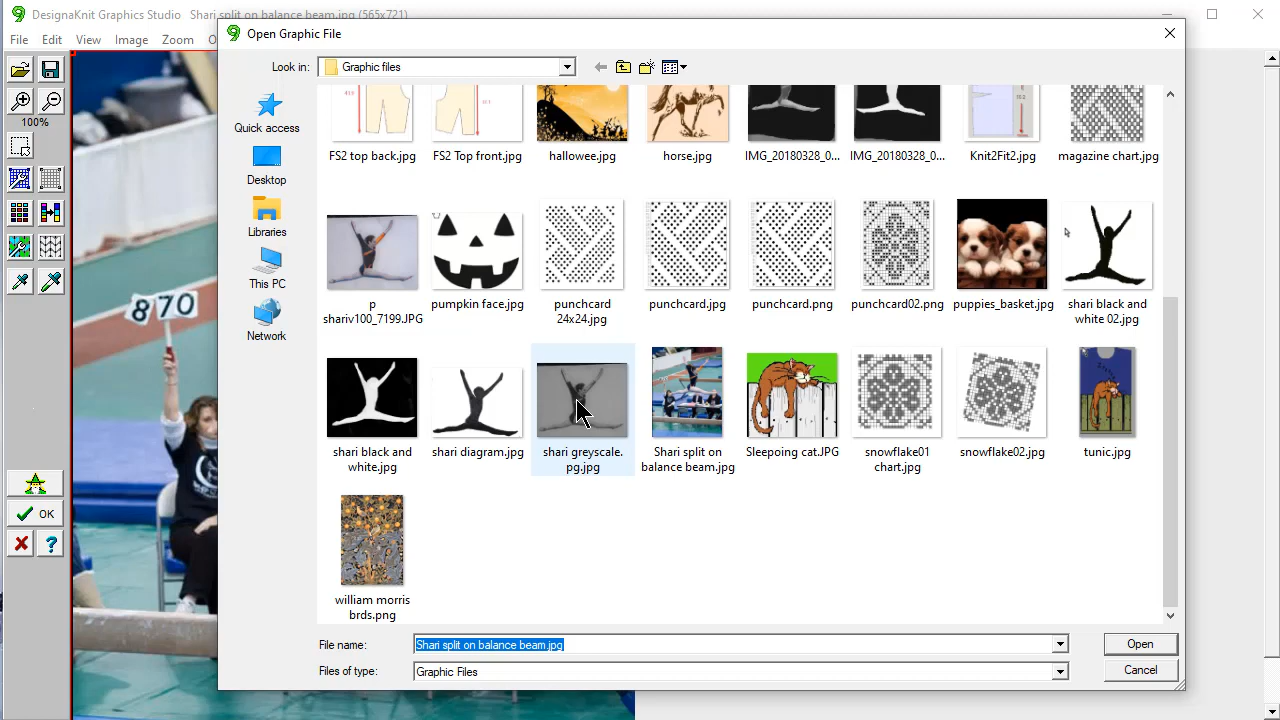 DesignaKnit Graphics Studio   Shari split on balance beam.jpg (565x721)
File Edit View Image Zoom O
Open Graphic File
Look in: Graphic files
100%
Quick access
Desktop
Libraries
This PC
Network
FS2 top back.jpg FS2 Top front.jpg hallowee.jpg horse.jpg IMG_20180328_0... IMG_20180328_0... Knit2Fit2.jpg magazine chart.jpg
p shariv100_7199.JPG
pumpkin face.jpg
punchcard 24x24.jpg
punchcard.jpg
punchcard.png
unchcard02.png
puppies_basket.jpg
shari black and white 02.jpg
shari black and white.jpg
shari diagram.jpg
shari greyscale. pg.jpg
Shari split on balance beam.jpg
Sleepoing cat.JPG
snowflake01 chart.jpg
snowflake02.jpg
tunic.jpg
william morris brds.png
870
OK
File name: Shari split on balance beam.jpg Open
Files of type: Graphic Files Cancel